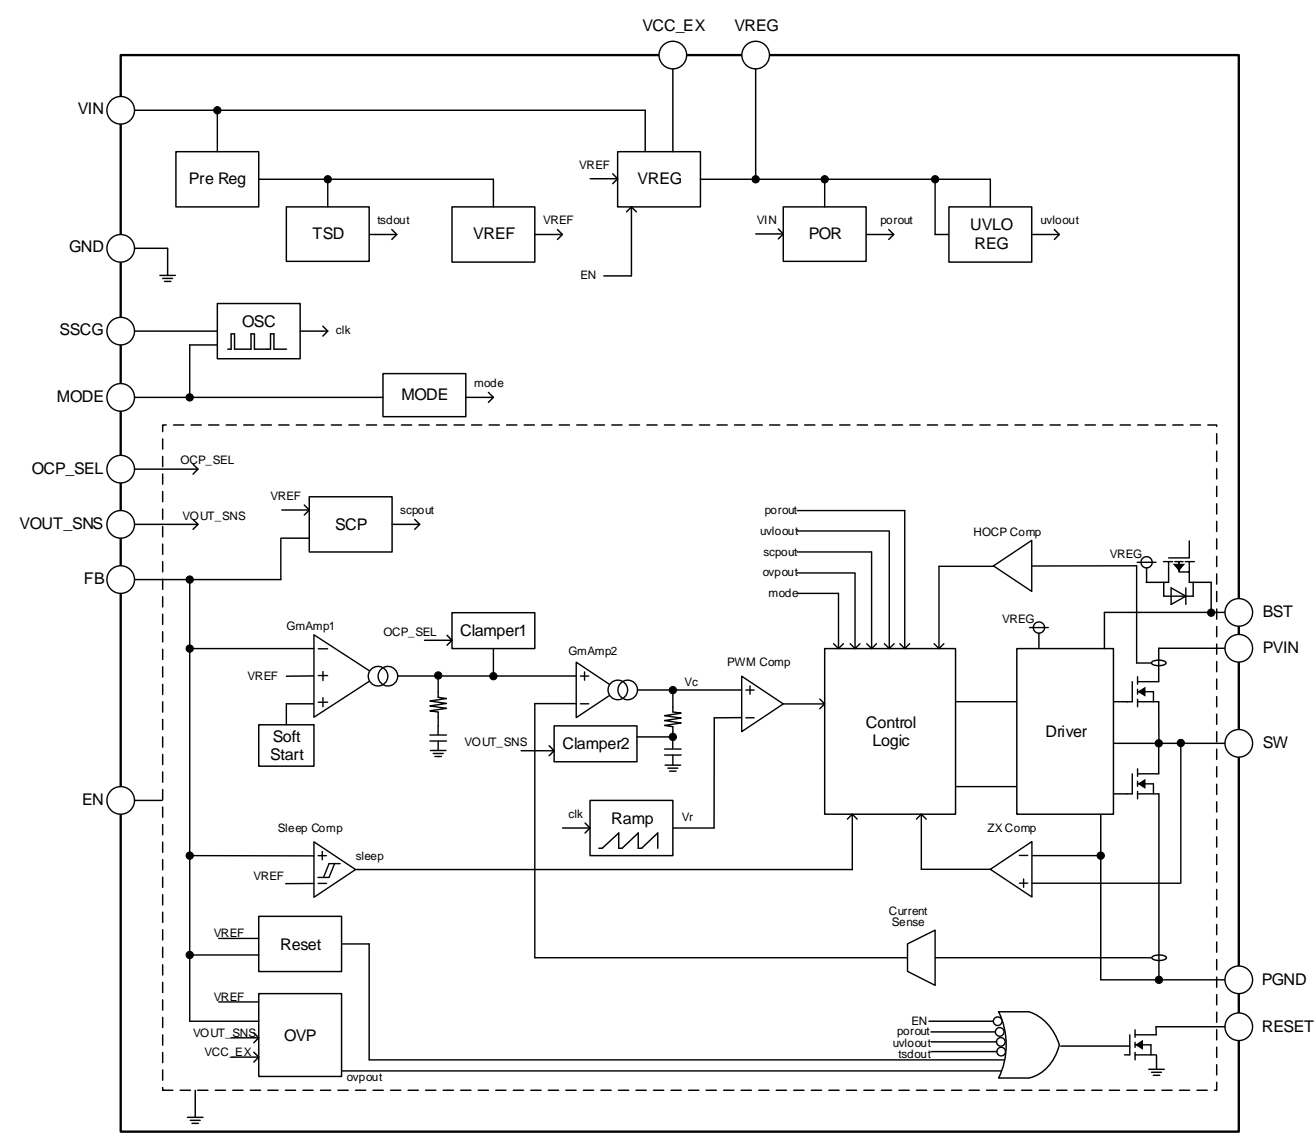 VCC_EX VREG
VIN
Pre Reg
VREF
VREG
TSD
tsdout
VREF
VREF
VIN
POR
porout
UVLO
REG
uvloout
GND
EN
SSCG
OSC
clk
MODE
MODE
mode
OCP_SEL
OCP_SEL
VOUT_SNS
VOUT_SNS
VREF
SCP
scpout
FB
porout
uvloout
scpout
ovpout
mode
HOCP Comp
VREG
BST
GmAmp1
OCP_SEL
Clamper1
VREG
PVIN
GmAmp2
PWM Comp
−
VREF
+
+
+
−
Vc
+
−
Soft
Start
VOUT_SNS
Clamper2
Control
Logic
Driver
SW
EN
clk
Ramp
Vr
Sleep Comp
+
−
VREF
sleep
ZX Comp
−
+
Current
Sense
VREF
Reset
PGND
VREF
VOUT_SNS
VCC_EX
OVP
ovpout
EN
porout
uvloout
tsdout
RESET